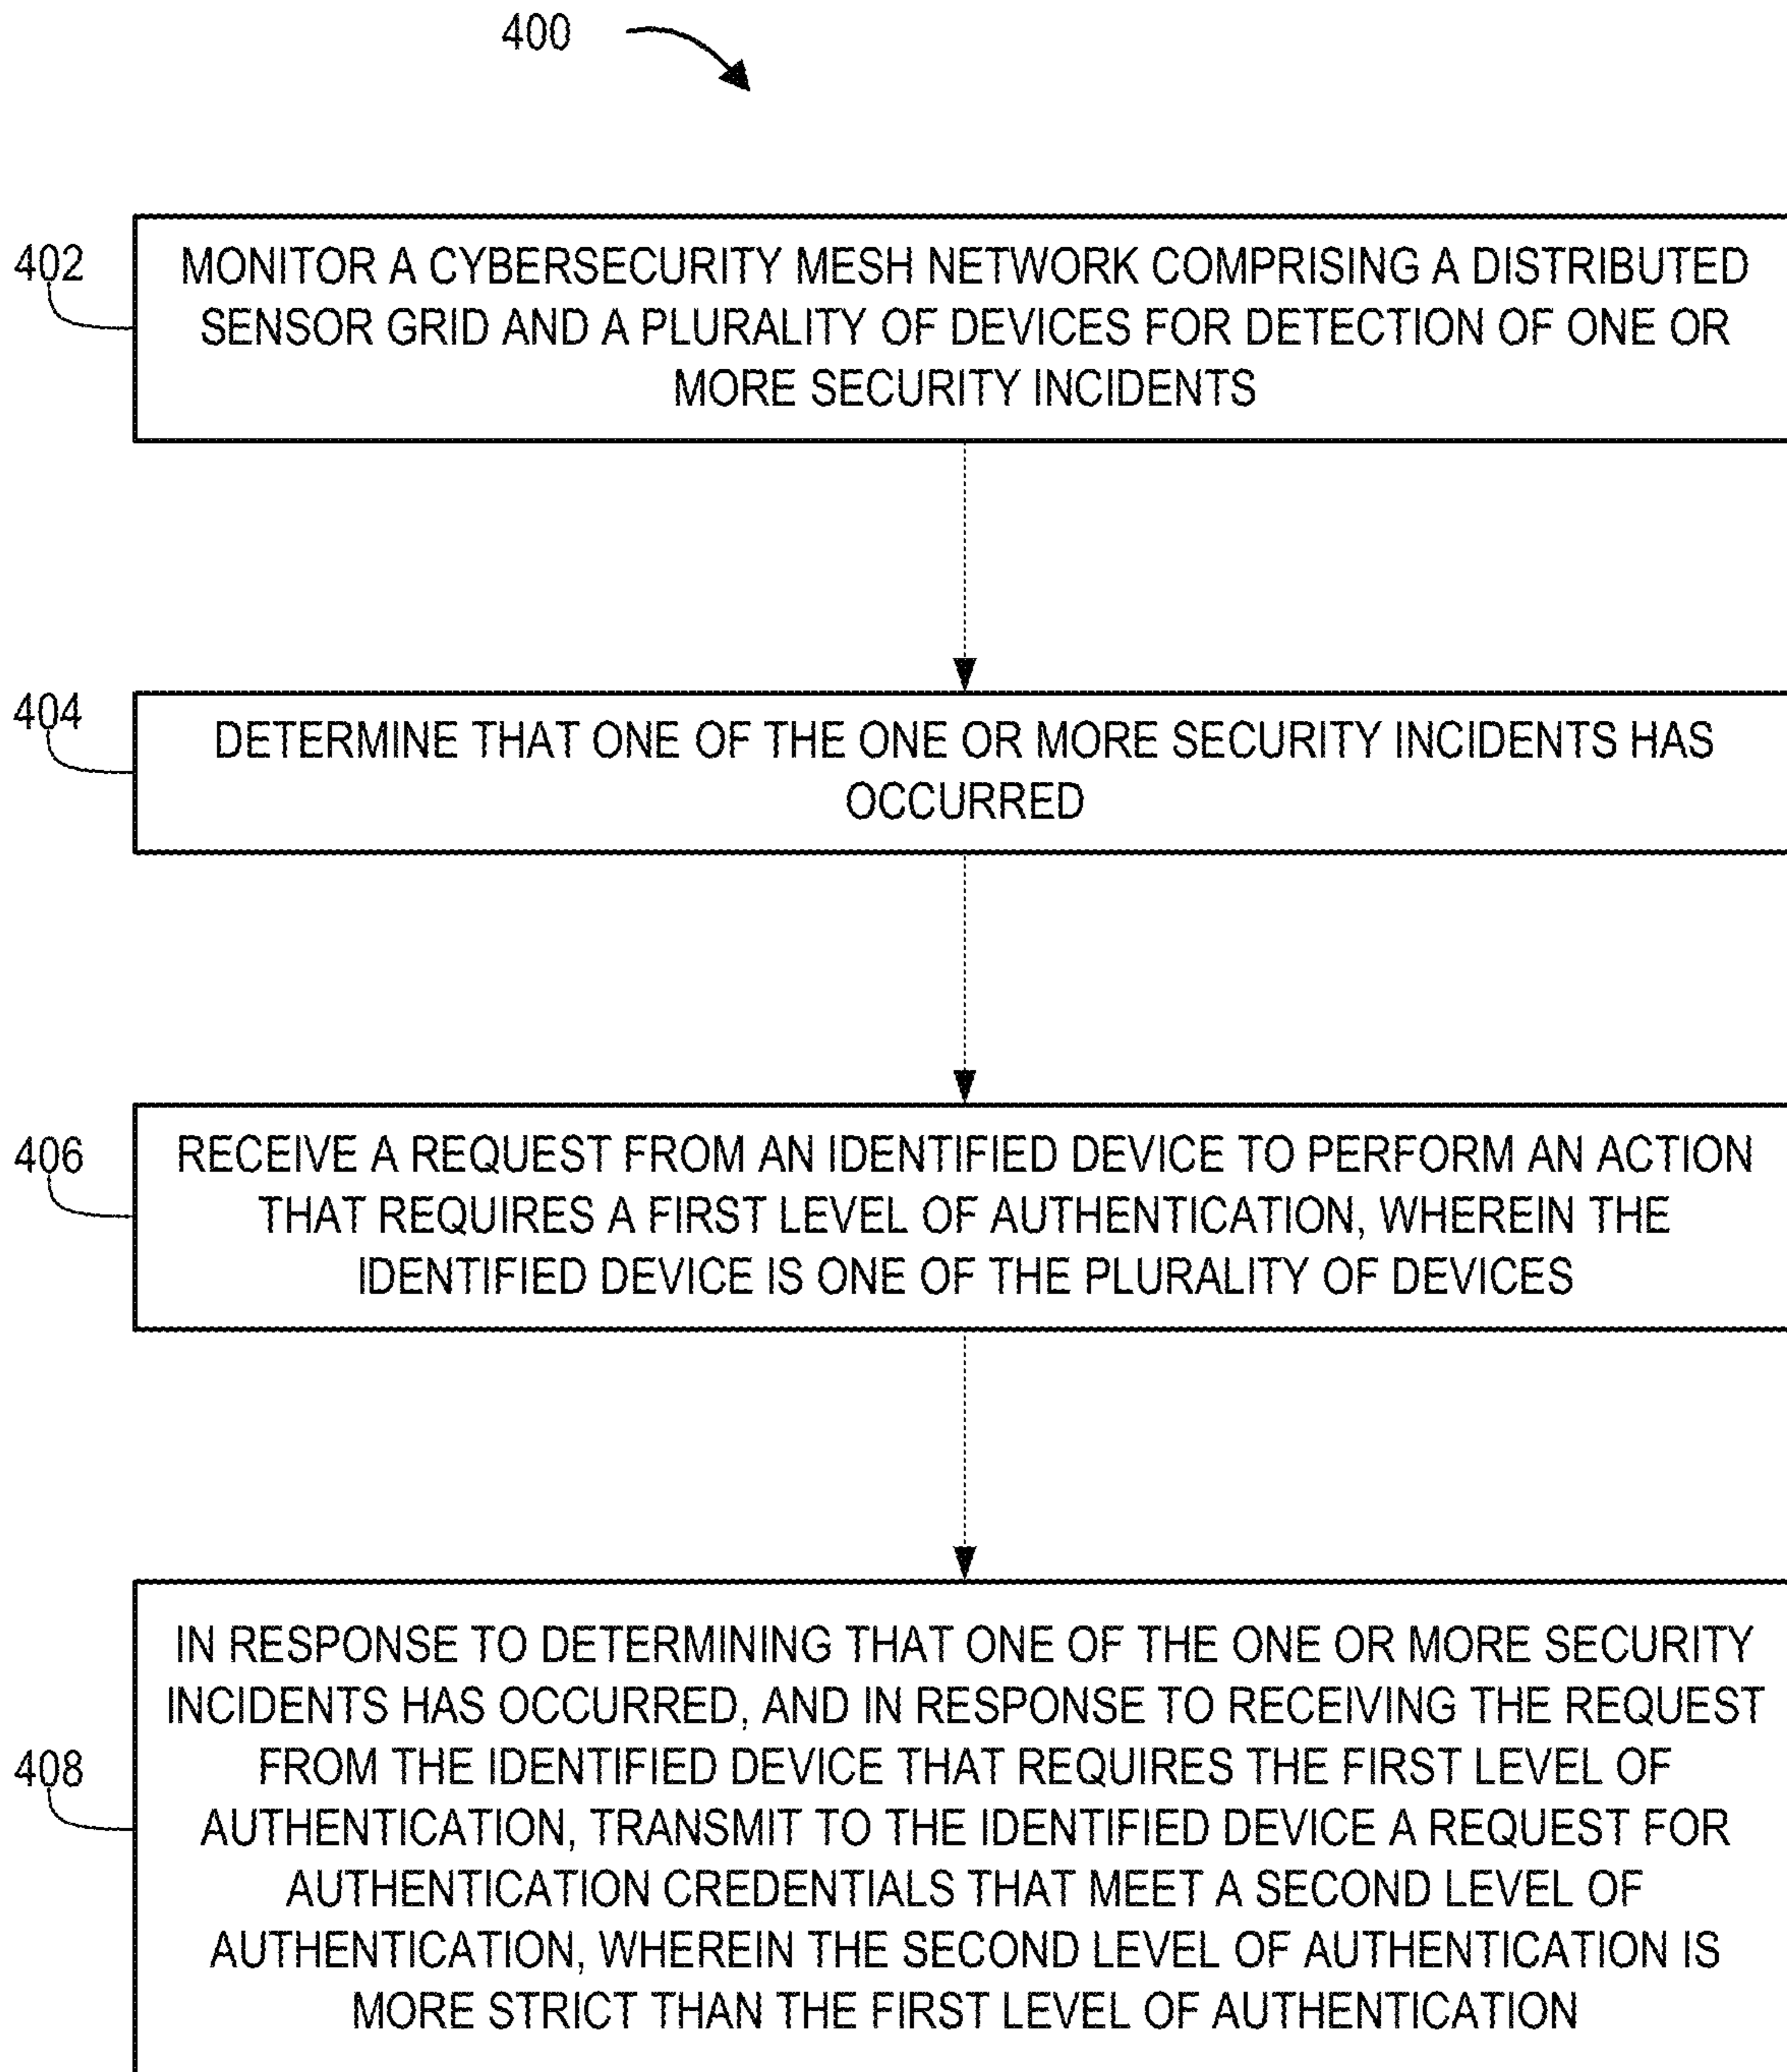 400
402
MONITOR A CYBERSECURITY MESH NETWORK COMPRISING A DISTRIBUTED
SENSOR GRID AND A PLURALITY OF DEVICES FOR DETECTION OF ONE OR
MORE SECURITY INCIDENTS
404
DETERMINE THAT ONE OF THE ONE OR MORE SECURITY INCIDENTS HAS
OCCURRED
406
RECEIVE A REQUEST FROM AN IDENTIFIED DEVICE TO PERFORM AN ACTION
THAT REQUIRES A FIRST LEVEL OF AUTHENTICATION, WHEREIN THE
IDENTIFIED DEVICE IS ONE OF THE PLURALITY OF DEVICES
408
IN RESPONSE TO DETERMINING THAT ONE OF THE ONE OR MORE SECURITY
INCIDENTS HAS OCCURRED, AND IN RESPONSE TO RECEIVING THE REQUEST
FROM THE IDENTIFIED DEVICE THAT REQUIRES THE FIRST LEVEL OF
AUTHENTICATION, TRANSMIT TO THE IDENTIFIED DEVICE A REQUEST FOR
AUTHENTICATION CREDENTIALS THAT MEET A SECOND LEVEL OF
AUTHENTICATION, WHEREIN THE SECOND LEVEL OF AUTHENTICATION IS
MORE STRICT THAN THE FIRST LEVEL OF AUTHENTICATION